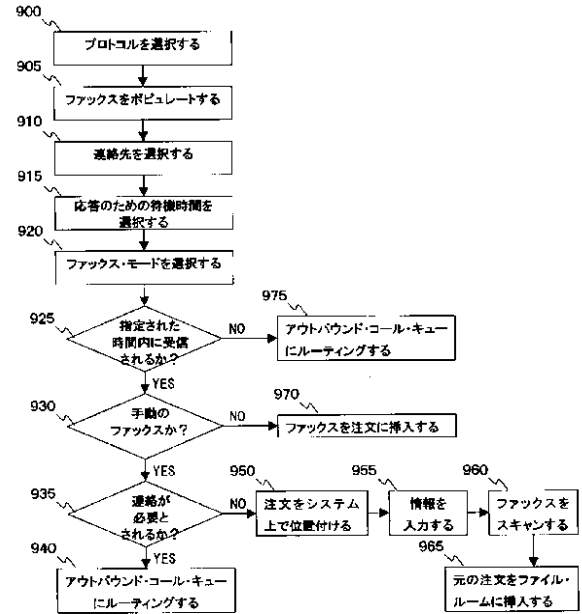 900
プロトコルを選択する
905
ファックスをポピュレートする
910
連絡先を選択する
915
応答のための待機時間を
選択する
920
ファックス・モードを選択する
925
指定された
時間内に受信
されるか?
NO
975
アウトバウンド・コール・キュー
にルーティングする
YES
930
手動の
ファックスか?
NO
970
ファックスを注文に挿入する
YES
935
連絡が
必要と
されるか?
NO
950
注文をシステム
上で位置付ける
955
情報を
入力する
960
ファックスを
スキャンする
YES
940
アウトバウンド・コール・キュー
にルーティングする
965
元の注文をファイル・
ルームに挿入する